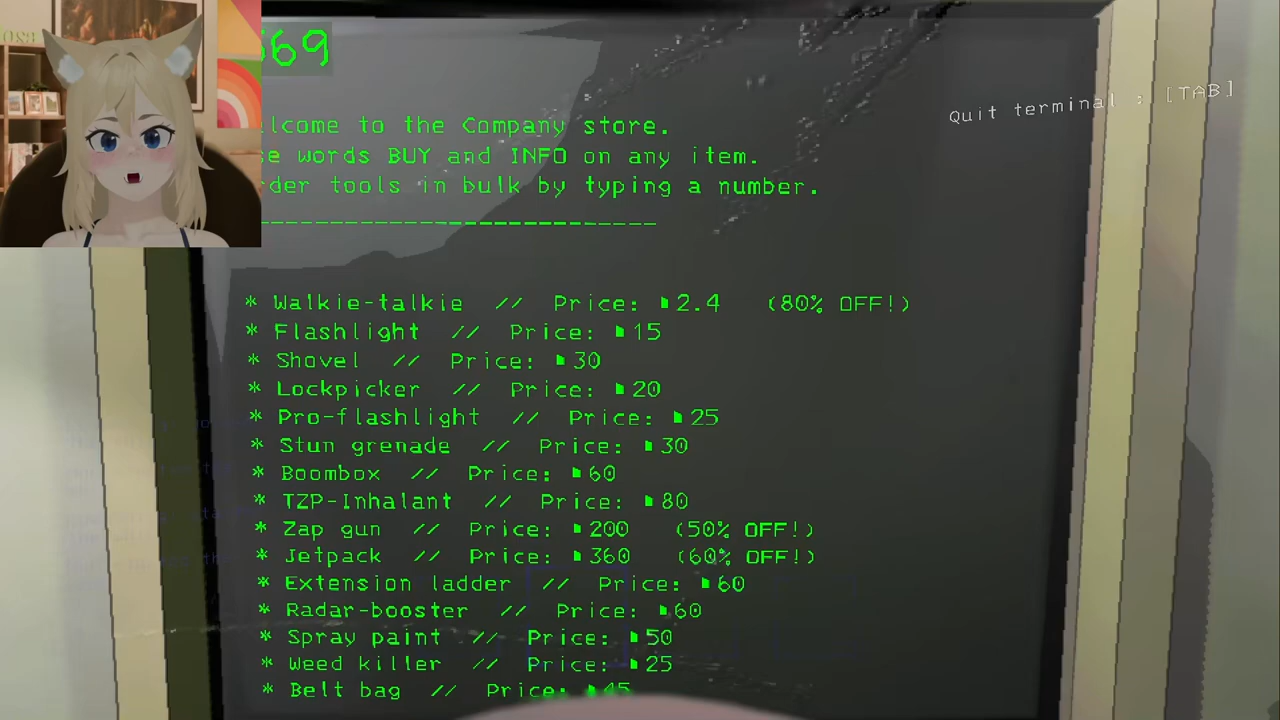 69
lcome to the Company store.
e words BUY and INFO on any item.
rder tools in bulk by typing a number.
____________________________
* Walkie-talkie // Price: ▮2.4 (80% OFF!)
* Flashlight // Price: ▮15
* Shovel // Price: ▮30
* Lockpicker // Price: ▮20
* Pro-flashlight // Price: ▮25
* Stun grenade // Price: ▮30
* Boombox // Price: ▮60
* TZP-Inhalant // Price: ▮80
* Zap gun // Price: ▮200 (50% OFF!)
* Jetpack // Price: ▮360 (60% OFF!)
* Extension ladder // Price: ▮60
* Radar-booster // Price: ▮60
* Spray paint // Price: ▮50
* Weed killer // Price: ▮25
* Belt bag // Price: ▮45
Quit terminal : [TAB]